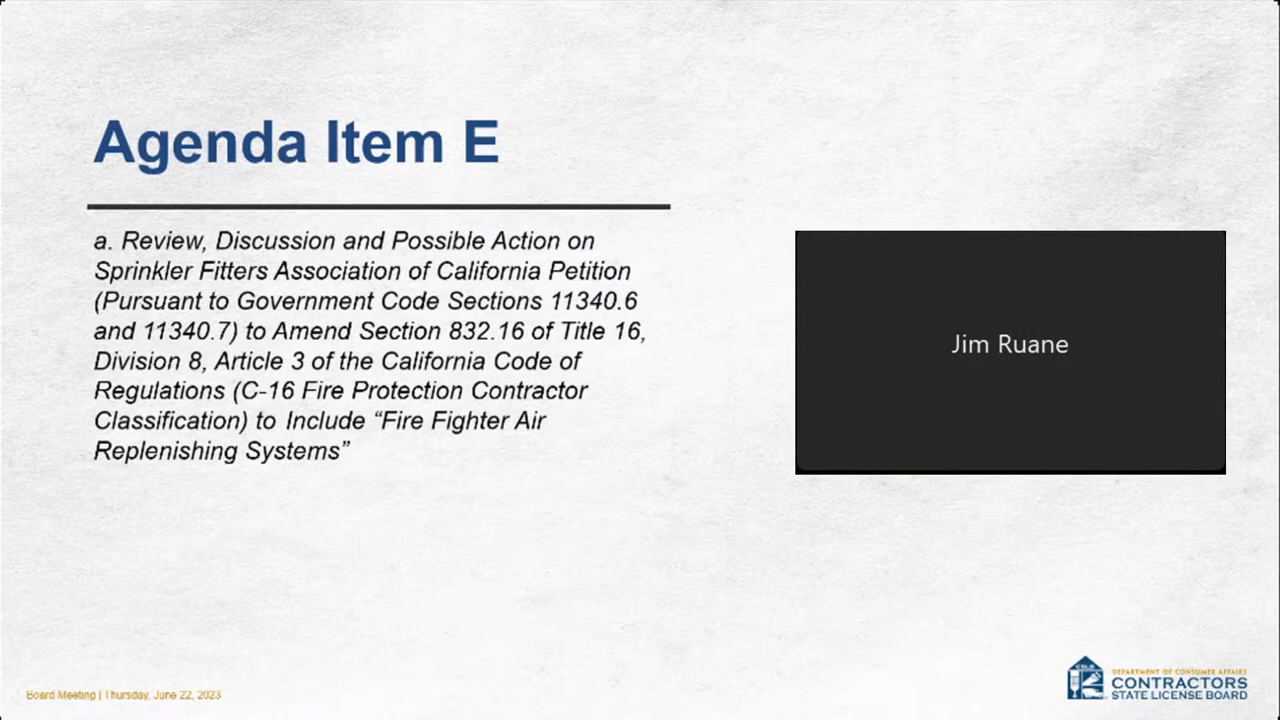 Agenda Item E
a. Review, Discussion and Possible Action on
Sprinkler Fitters Association of California Petition
(Pursuant to Government Code Sections 11340.6
and 11340.7) to Amend Section 832.16 of Title 16,
Division 8, Article 3 of the California Code of
Regulations (C-16 Fire Protection Contractor
Classification) to Include “Fire Fighter Air
Replenishing Systems”
Jim Ruane
Board Meeting | Thursday, June 22, 2023
CSLB
DEPARTMENT OF CONSUMER AFFAIRS
CONTRACTORS
STATE LICENSE BOARD